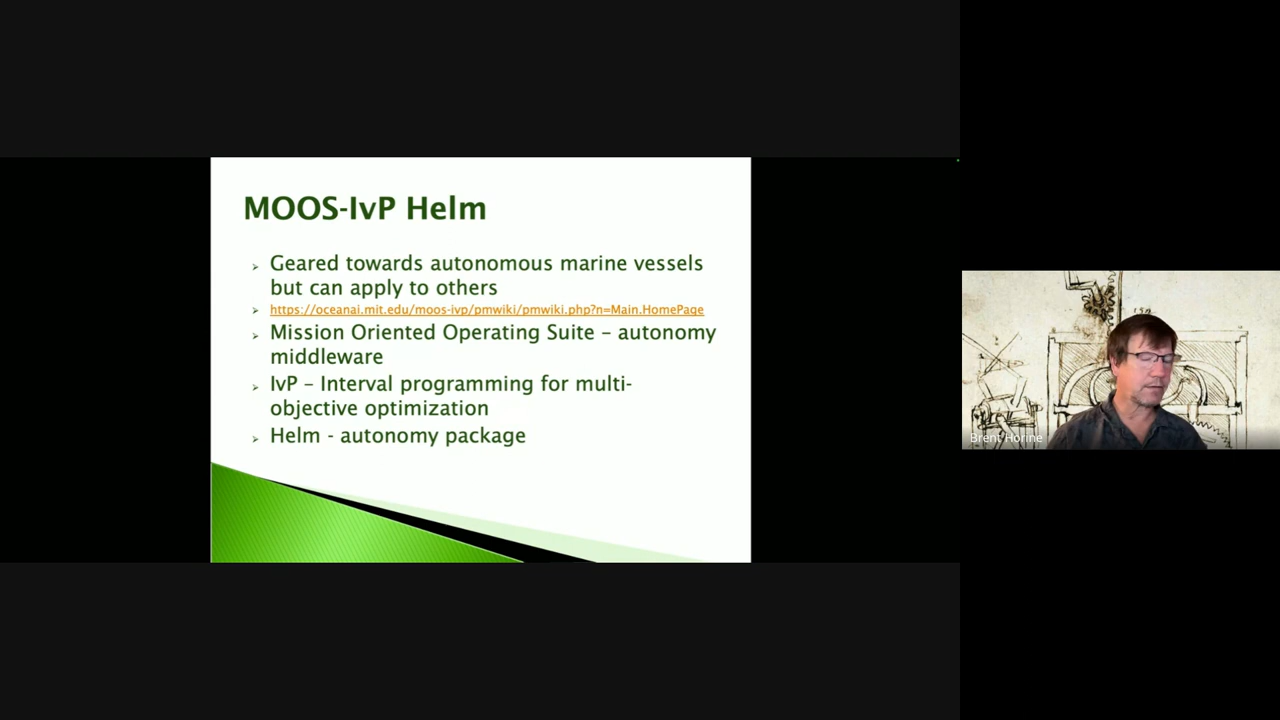 MOOS-IvP Helm
Geared towards autonomous marine vessels
but can apply to others
https://oceanai.mit.edu/moos-ivp/pmwiki/pmwiki.php?n=Main.HomePage
Mission Oriented Operating Suite – autonomy
middleware
IvP – Interval programming for multi-
objective optimization
Helm - autonomy package
Brent Horine